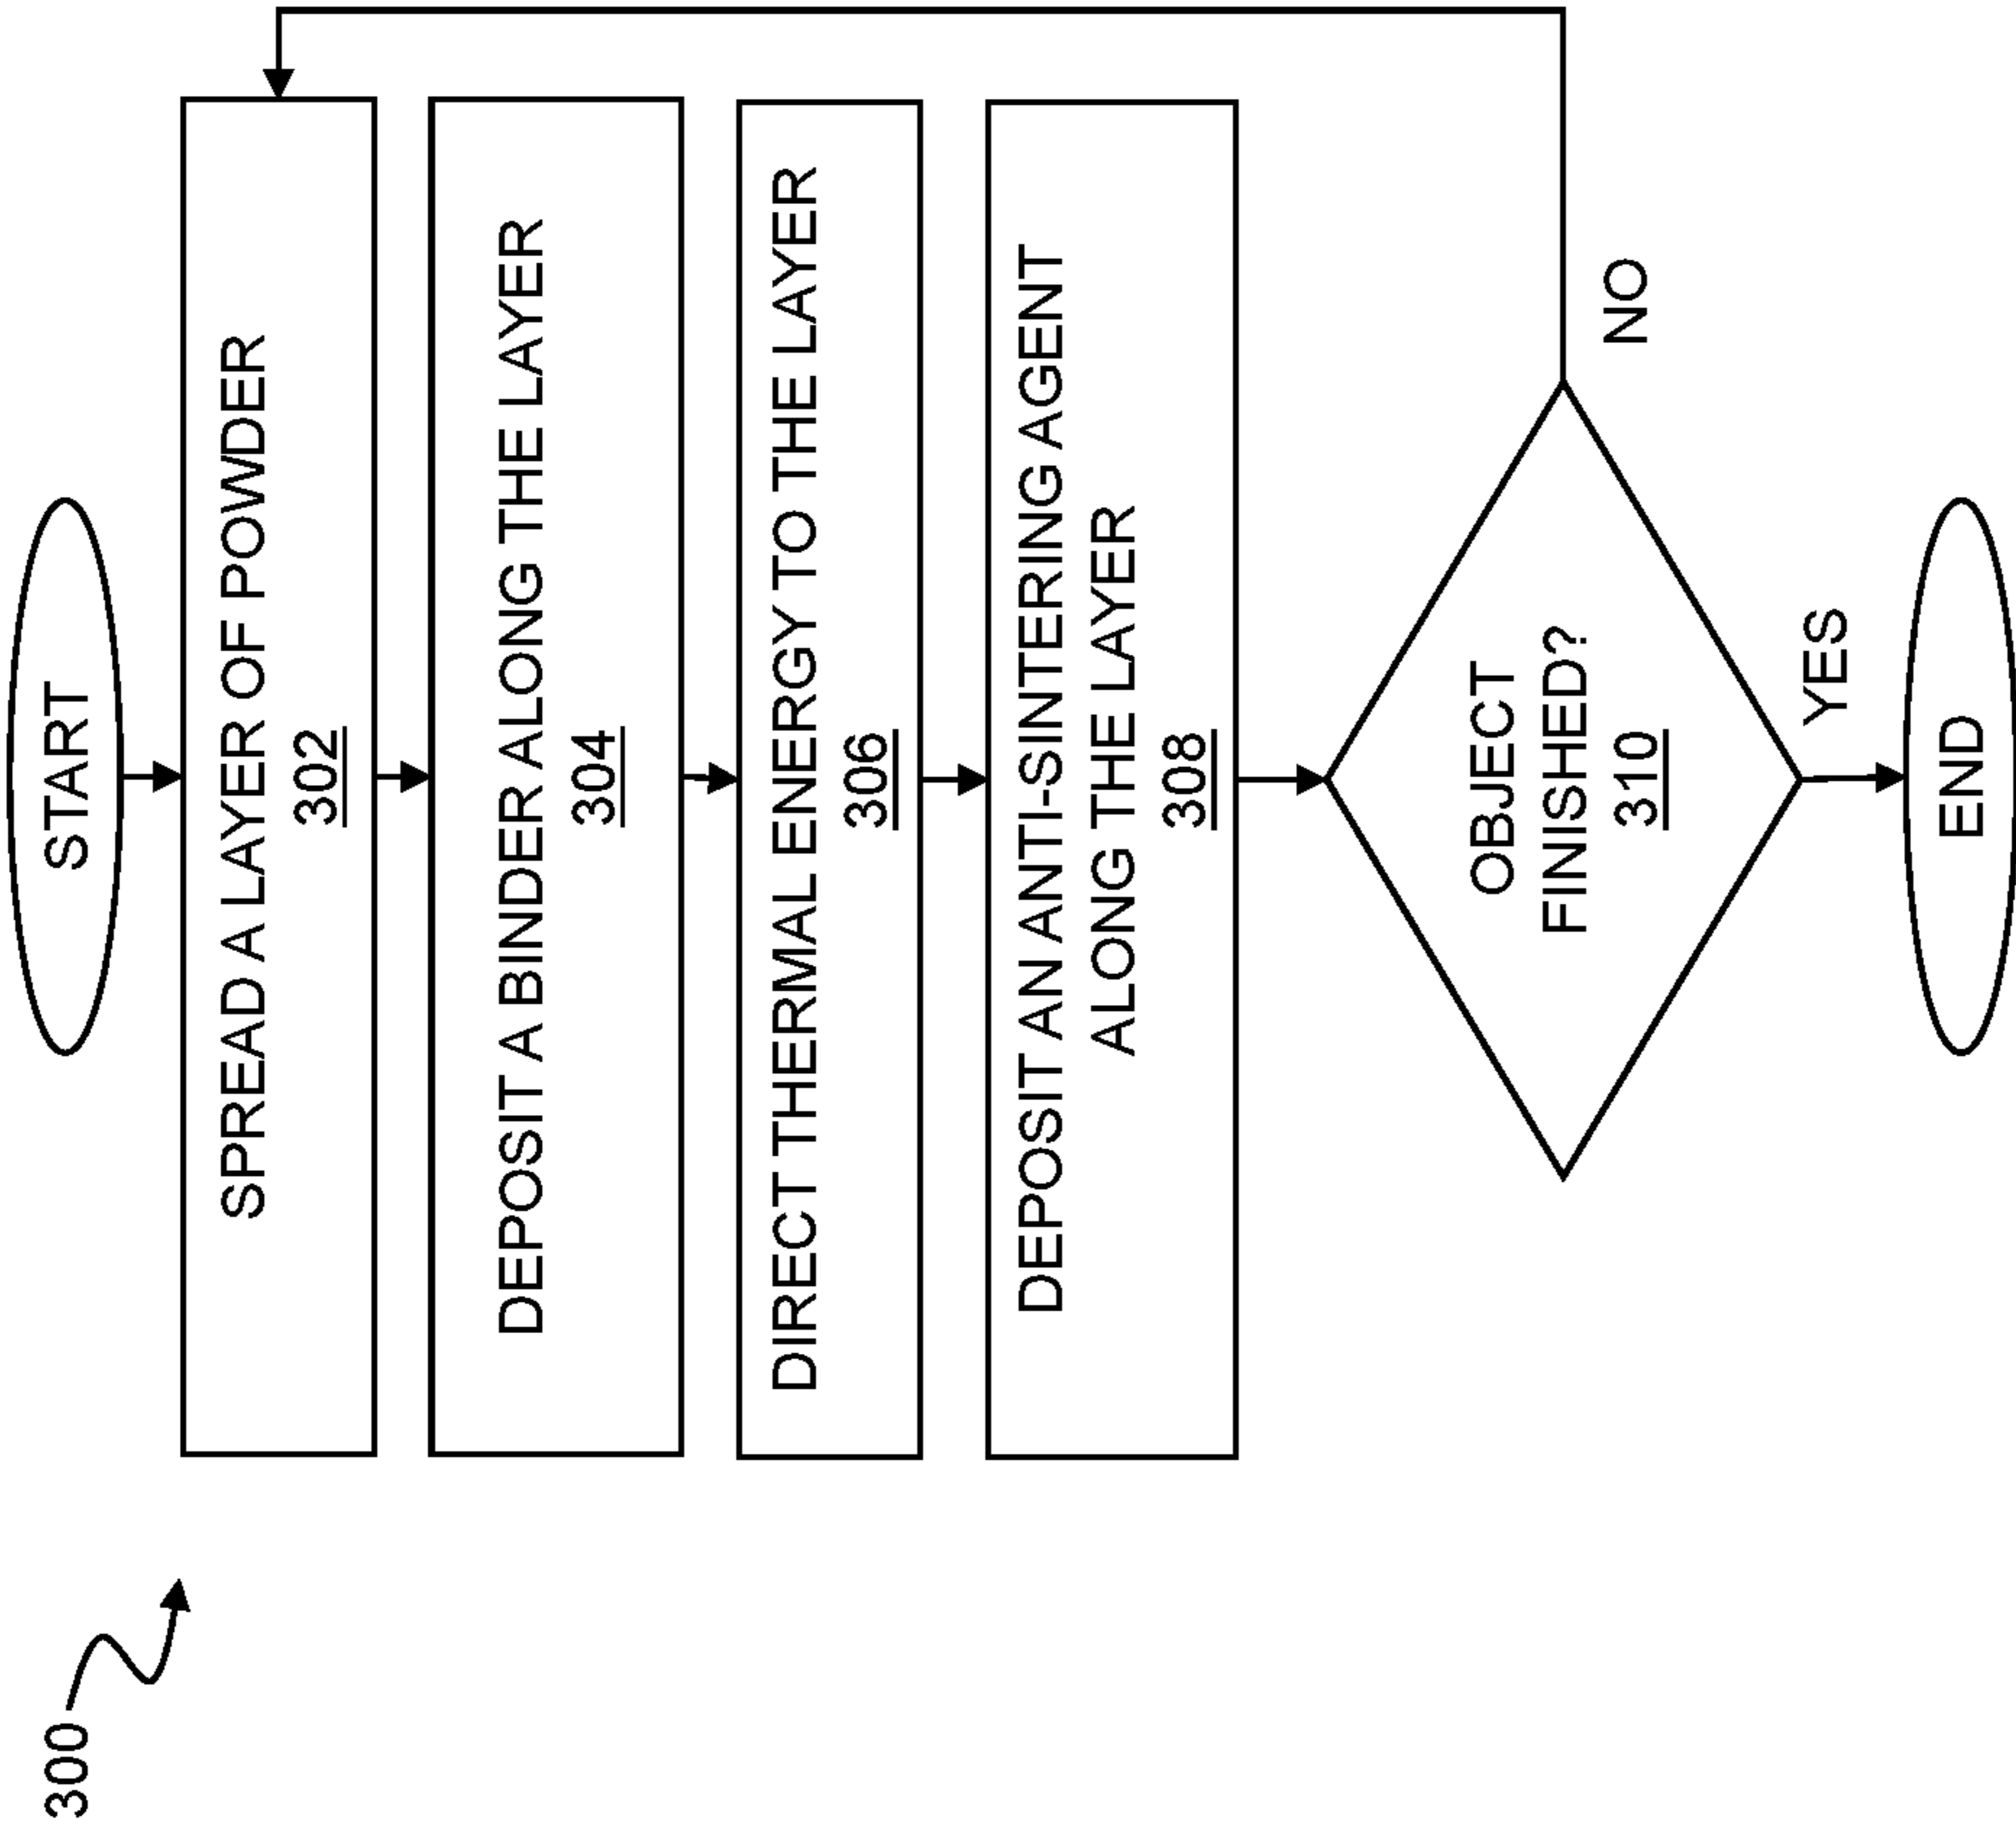 300
START
SPREAD A LAYER OF POWDER
302
DEPOSIT A BINDER ALONG THE LAYER
304
DIRECT THERMAL ENERGY TO THE LAYER
306
DEPOSIT AN ANTI-SINTERING AGENT
ALONG THE LAYER
308
OBJECT
FINISHED?
310
NO
YES
END